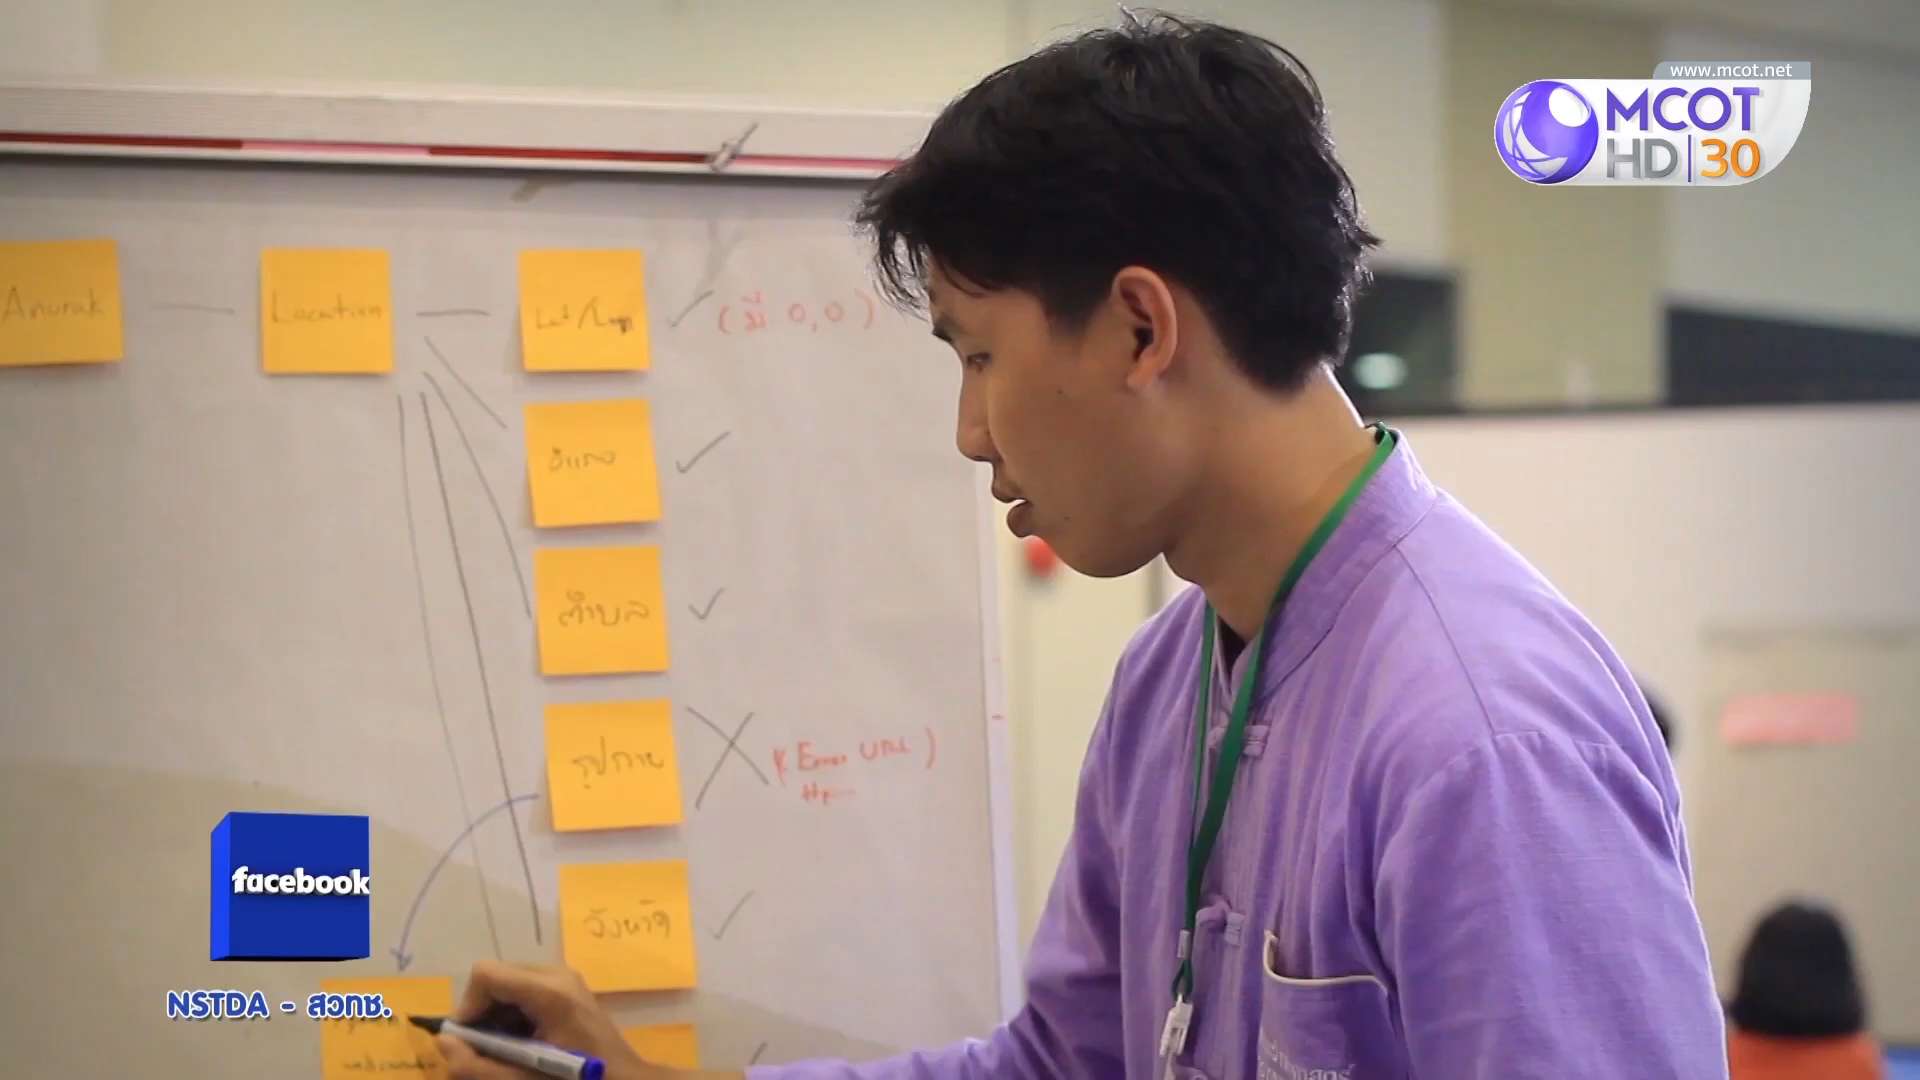 www.mcot.net
MCOT
HD 30
Anurak
Location
Lat/Long
(มี 0,0)
อำเภอ
ตำบล
รูปภาพ
(Error URL)
จังหวัด
facebook
NSTDA - สวทช.